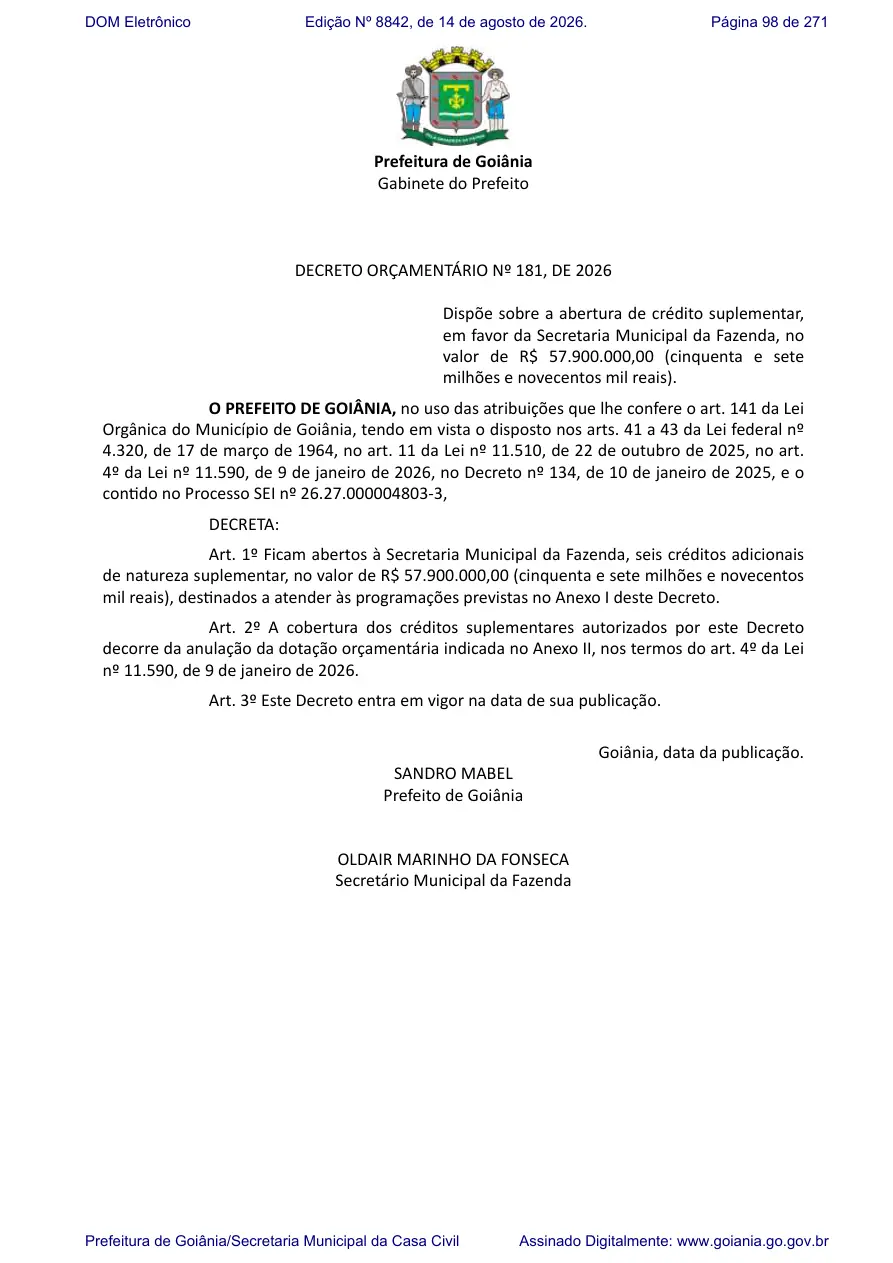 DOM Eletrônico Edição Nº 8842, de 14 de agosto de 2026. Página 98 de 271
Prefeitura de Goiânia
Gabinete do Prefeito
DECRETO ORÇAMENTÁRIO Nº 181, DE 2026
Dispõe sobre a abertura de crédito suplementar,
em favor da Secretaria Municipal da Fazenda, no
valor de R$ 57.900.000,00 (cinquenta e sete
milhões e novecentos mil reais).
O PREFEITO DE GOIÂNIA, no uso das atribuições que lhe confere o art. 141 da Lei
Orgânica do Município de Goiânia, tendo em vista o disposto nos arts. 41 a 43 da Lei federal nº
4.320, de 17 de março de 1964, no art. 11 da Lei nº 11.510, de 22 de outubro de 2025, no art.
4º da Lei nº 11.590, de 9 de janeiro de 2026, no Decreto nº 134, de 10 de janeiro de 2025, e o
contido no Processo SEI nº 26.27.000004803-3,
DECRETA:
Art. 1º Ficam abertos à Secretaria Municipal da Fazenda, seis créditos adicionais
de natureza suplementar, no valor de R$ 57.900.000,00 (cinquenta e sete milhões e novecentos
mil reais), destinados a atender às programações previstas no Anexo I deste Decreto.
Art. 2º A cobertura dos créditos suplementares autorizados por este Decreto
decorre da anulação da dotação orçamentária indicada no Anexo II, nos termos do art. 4º da Lei
nº 11.590, de 9 de janeiro de 2026.
Art. 3º Este Decreto entra em vigor na data de sua publicação.
Goiânia, data da publicação.
SANDRO MABEL
Prefeito de Goiânia
OLDAIR MARINHO DA FONSECA
Secretário Municipal da Fazenda
Prefeitura de Goiânia/Secretaria Municipal da Casa Civil Assinado Digitalmente: www.goiania.go.gov.br